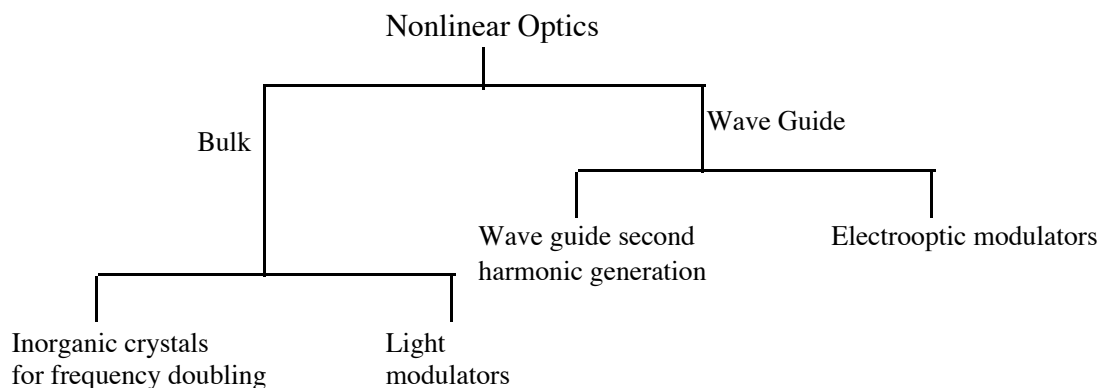 Nonlinear Optics
Bulk
Wave Guide
Wave guide second
harmonic generation
Electrooptic modulators
Inorganic crystals
for frequency doubling
Light
modulators